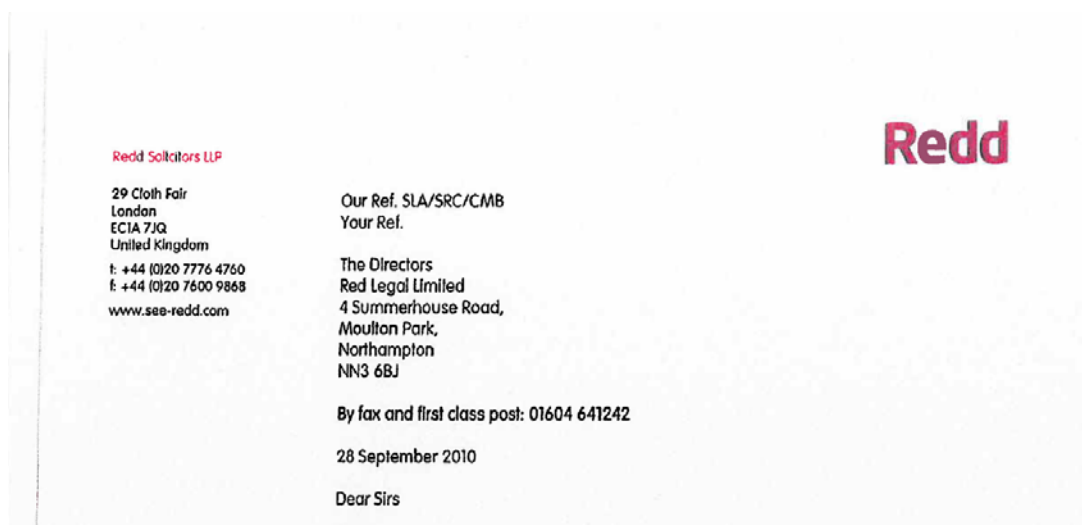 Redd
Redd Solicitors LLP
29 Cloth Fair
London
EC1A 7JQ
United Kingdom
t: +44 (0)20 7776 4760
f: +44 (0)20 7600 9868
www.see-redd.com
Our Ref. SLA/SRC/CMB
Your Ref.
The Directors
Red Legal Limited
4 Summerhouse Road,
Moulton Park,
Northampton
NN3 6BJ
By fax and first class post: 01604 641242
28 September 2010
Dear Sirs